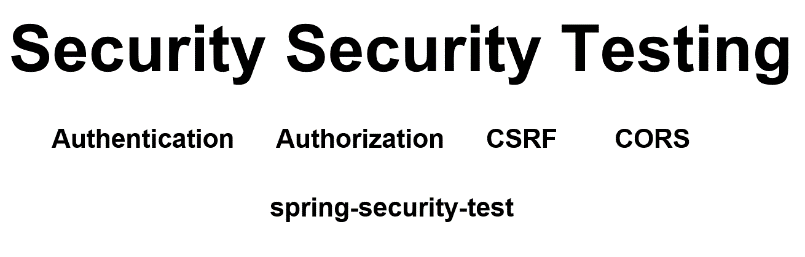 Security Security Testing
Authentication Authorization CSRF CORS
spring-security-test